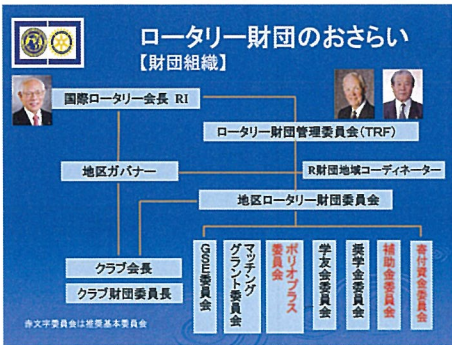 ロータリー財団のおさらい
【財団組織】
国際ロータリー会長 RI
ロータリー財団管理委員会(TRF)
地区ガバナー
R財団地域コーディネーター
地区ロータリー財団委員会
クラブ会長
クラブ財団委員長
GSE委員会
マッチング
グラント委員会
ポリオプラス
委員会
学友会委員会
奨学金委員会
補助金委員会
寄付資金委員会
赤文字委員会は推奨基本委員会